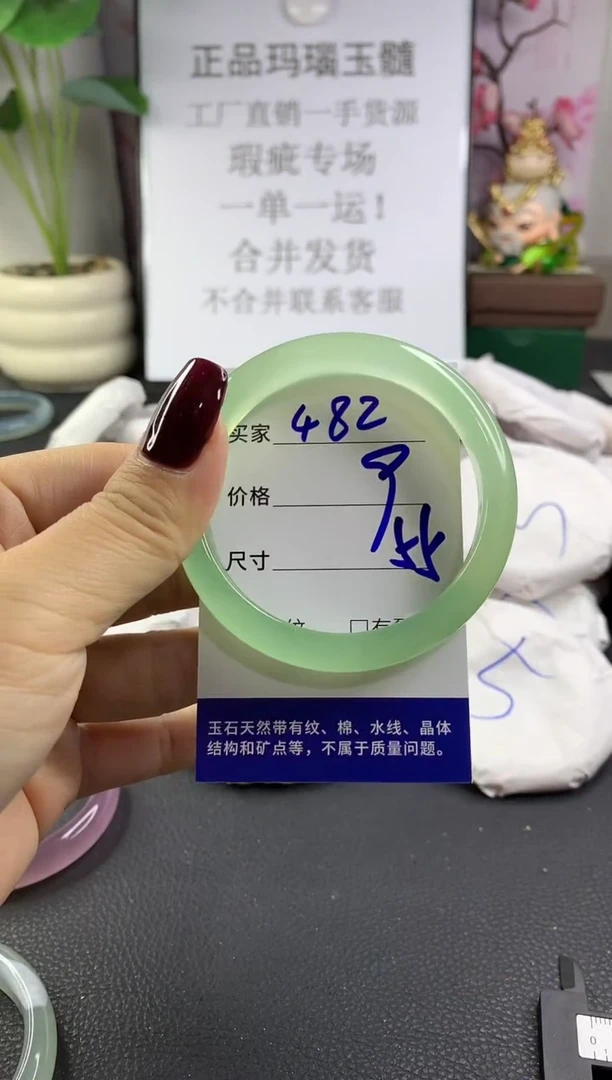 正品玛瑙玉髓
工厂直销一手货源
瑕疵专场
一单一运!
合并发货
不合并联系客服
买家 482
价格
尺寸
玉石天然带有纹、棉、水线、晶体
结构和矿点等,不属于质量问题。
0 1